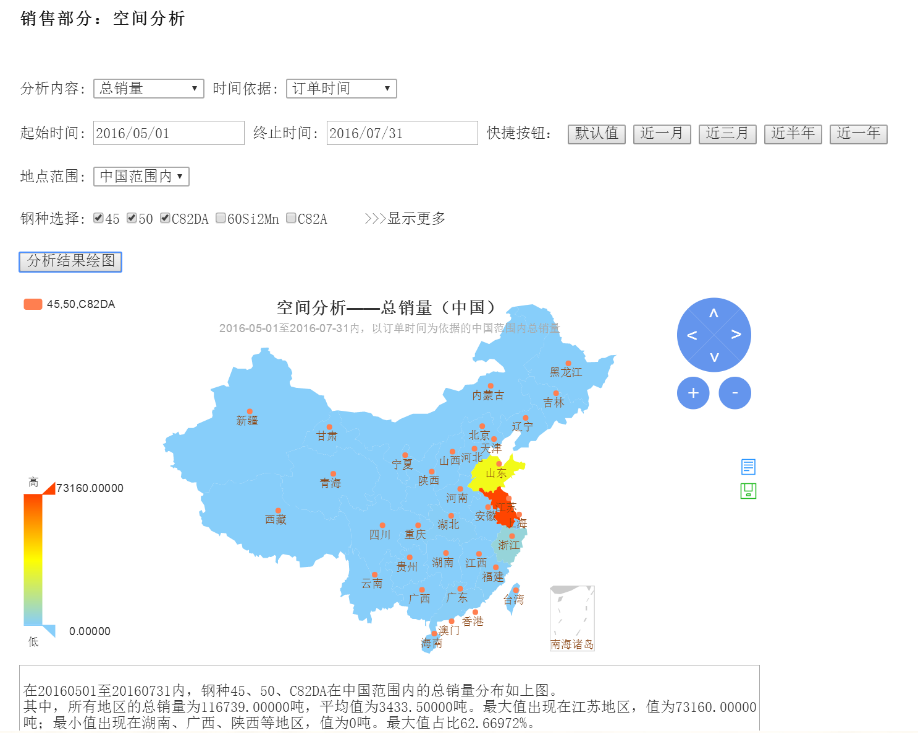 销售部分：空间分析
分析内容：总销量 时间依据：订单时间
起始时间：2016/05/01 终止时间：2016/07/31 快捷按钮：默认值 近一月 近三月 近半年 近一年
地点范围：中国范围内
钢种选择：45 50 C82DA 60Si2Mn C82A >>>显示更多
分析结果绘图
45,50,C82DA
空间分析——总销量（中国）
2016-05-01至2016-07-31内，以订单时间为依据的中国范围内总销量
黑龙江
内蒙古
吉林
新疆
辽宁
甘肃
北京
天津
宁夏
山西
河北
山东
青海
陕西
高
73160.00000
河南
江苏
西藏
安徽
上海
湖北
四川
重庆
浙江
贵州
湖南
江西
云南
福建
广西
广东
台湾
香港
澳门
0.00000
低
海南
南海诸岛
+ -
在20160501至20160731内，钢种45、50、C82DA在中国范围内的总销量分布如上图。
其中，所有地区的总销量为116739.00000吨，平均值为3433.50000吨。最大值出现在江苏地区，值为73160.00000
吨；最小值出现在湖南、广西、陕西等地区，值为0吨。最大值占比62.66972%。